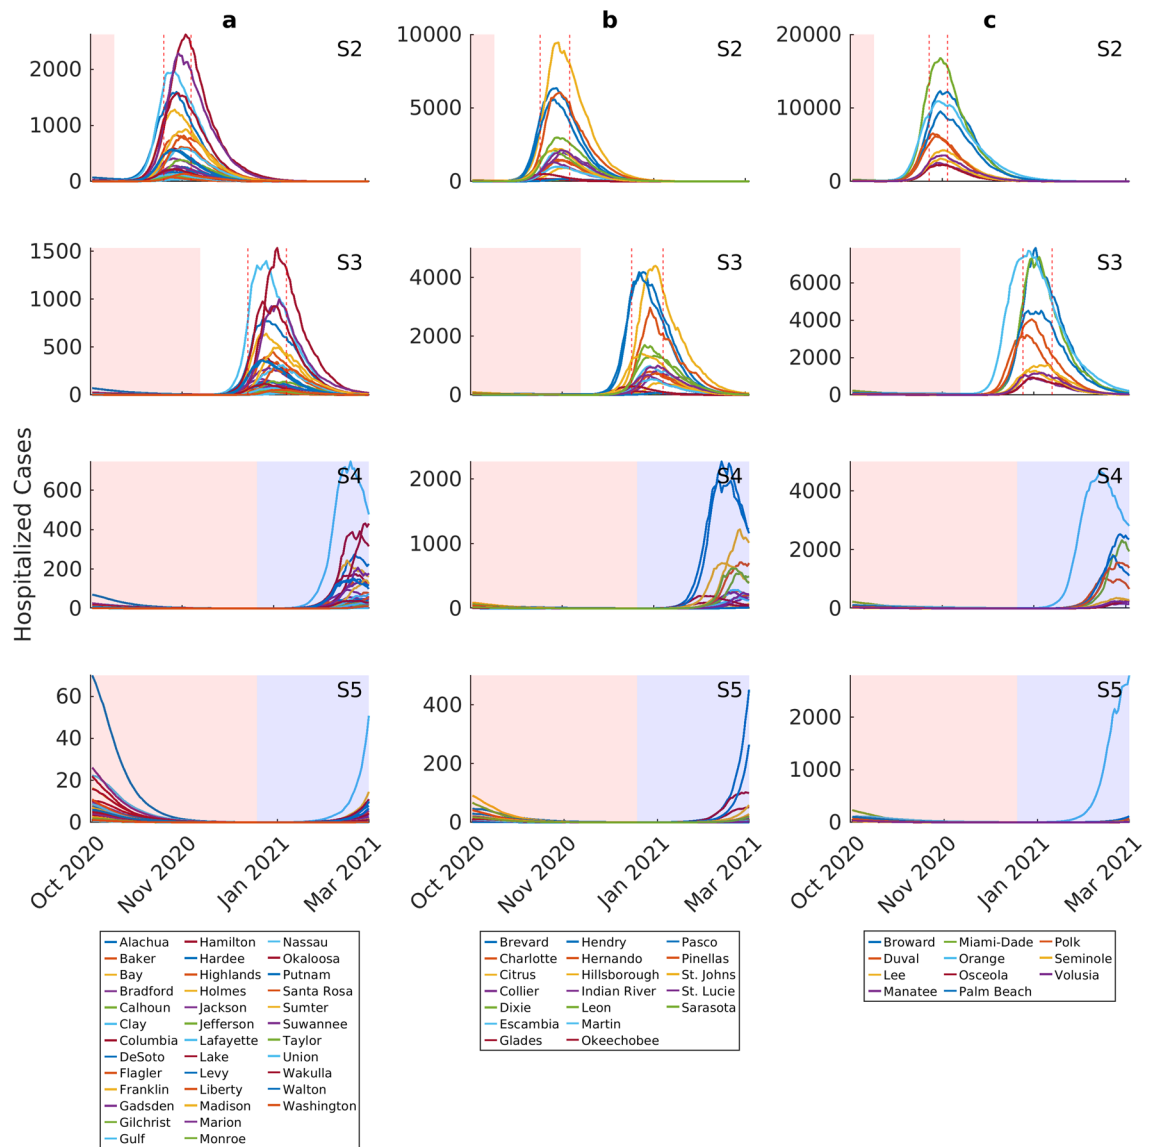 a b c
S2 S2 S2
2000 1000 0
10000 5000 0
20000 10000 0
S3 S3 S3
1500 1000 500 0
4000 2000 0
6000 4000 2000 0
Hospitalized Cases
S4 S4 S4
600 400 200 0
2000 1000 0
4000 2000 0
S5 S5 S5
60 40 20 0
400 200 0
2000 1000 0
Oct 2020 Nov 2020 Jan 2021 Mar 2021
Oct 2020 Nov 2020 Jan 2021 Mar 2021
Oct 2020 Nov 2020 Jan 2021 Mar 2021
Alachua Hamilton Nassau
Baker Hardee Okaloosa
Bay Highlands Putnam
Bradford Holmes Santa Rosa
Calhoun Jackson Sumter
Clay Jefferson Suwannee
Columbia Lafayette Taylor
DeSoto Lake Union
Flagler Levy Wakulla
Franklin Liberty Walton
Gadsden Madison Washington
Gilchrist Marion
Gulf Monroe
Brevard Hendry Pasco
Charlotte Hernando Pinellas
Citrus Hillsborough St. Johns
Collier Indian River St. Lucie
Dixie Leon Sarasota
Escambia Martin
Glades Okeechobee
Broward Miami-Dade Polk
Duval Orange Seminole
Lee Osceola Volusia
Manatee Palm Beach